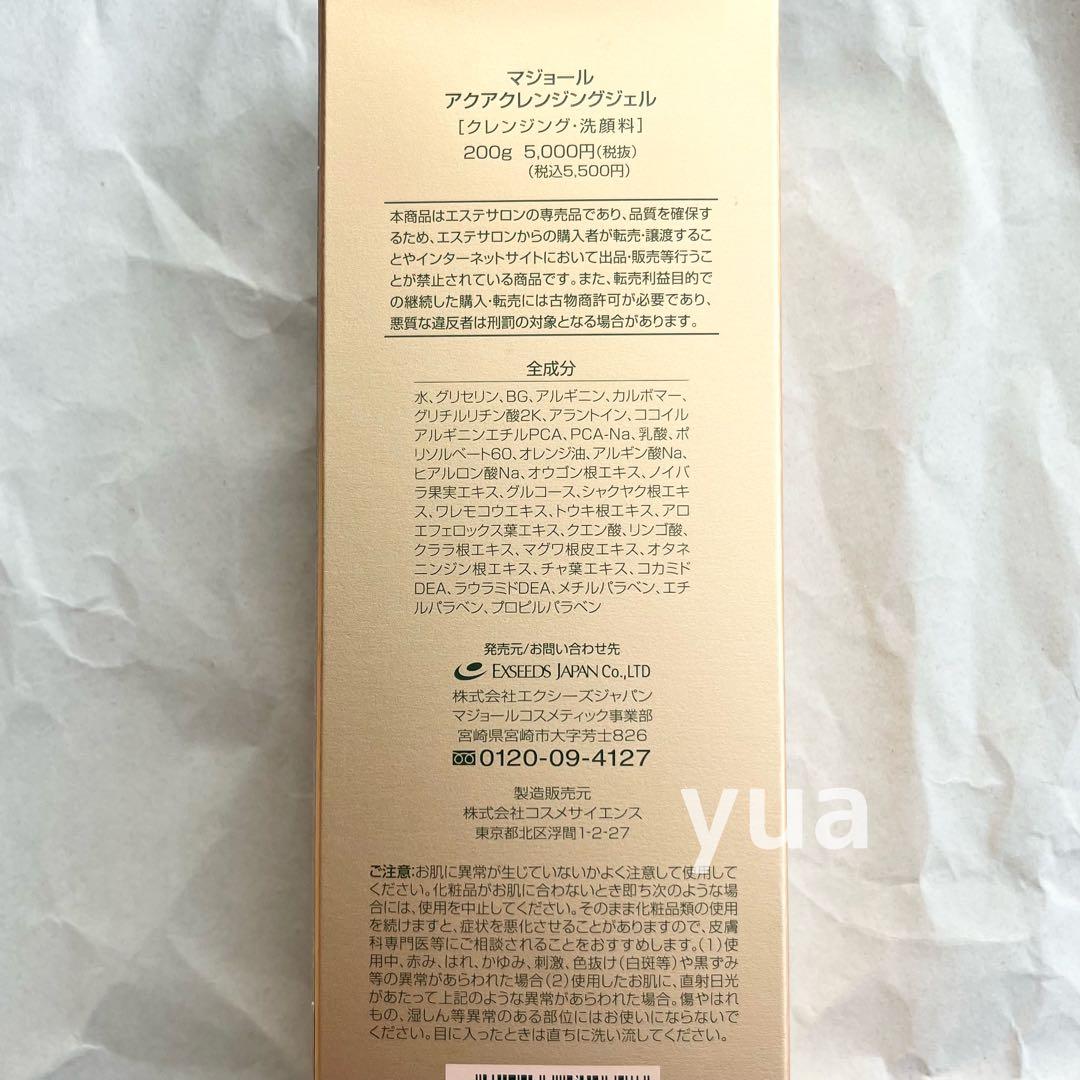 マジョール
アクアクレンジングジェル
[クレンジング・洗顔料]
200g 5,000円(税抜)
(税込5,500円)
本商品はエステサロンの専売品であり、品質を確保す
るため、エステサロンからの購入者が転売・譲渡するこ
とやインターネットサイトにおいて出品・販売等行うこ
とが禁止されている商品です。また、転売利益目的で
の継続した購入・転売には古物商許可が必要であり、
悪質な違反者は刑罰の対象となる場合があります。
全成分
水、グリセリン、BG、アルギニン、カルボマー、
グリチルリチン酸2K、アラントイン、ココイル
アルギニンエチルPCA、PCA-Na、乳酸、ポ
リソルベート60、オレンジ油、アルギン酸Na、
ヒアルロン酸Na、オウゴン根エキス、ノイバ
ラ果実エキス、グルコース、シャクヤク根エキ
ス、ワレモコウエキス、トウキ根エキス、アロ
エフェロックス葉エキス、クエン酸、リンゴ酸、
クララ根エキス、マグワ根皮エキス、オタネ
ニンジン根エキス、チャ葉エキス、コカミド
DEA、ラウラミドDEA、メチルパラベン、エチ
ルパラベン、プロピルパラベン
発売元/お問い合わせ先
EXSEEDS JAPAN Co.,LTD
株式会社エクシーズジャパン
マジョールコスメティック事業部
宮崎県宮崎市大字芳士826
0120-09-4127
製造販売元
株式会社コスメサイエンス
東京都北区浮間1-2-27
yua
ご注意:お肌に異常が生じていないかよく注意して使用して
ください。化粧品がお肌に合わないとき即ち次のような場
合には、使用を中止してください。そのまま化粧品類の使用
を続けますと、症状を悪化させることがありますので、皮膚
科専門医等にご相談されることをおすすめします。(1)使
用中、赤み、はれ、かゆみ、刺激、色抜け(白斑等)や黒ずみ
等の異常があらわれた場合(2)使用したお肌に、直射日光
があたって上記のような異常があらわれた場合。傷やはれ
もの、湿しん等異常のある部位にはお使いにならないで
ください。目に入ったときは直ちに洗い流してください。